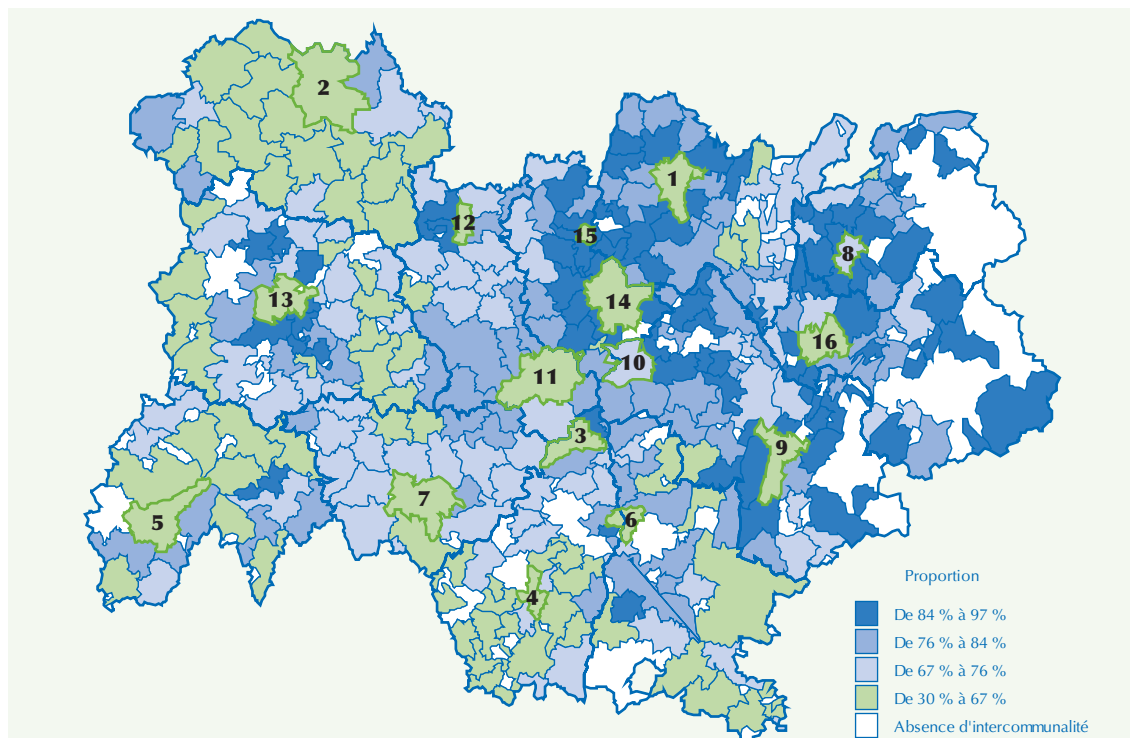 2
1
12
15
8
13
14
16
10
11
3
9
7
5
6
4
Proportion
De 84 % à 97 %
De 76 % à 84 %
De 67 % à 76 %
De 30 % à 67 %
Absence d'intercommunalité